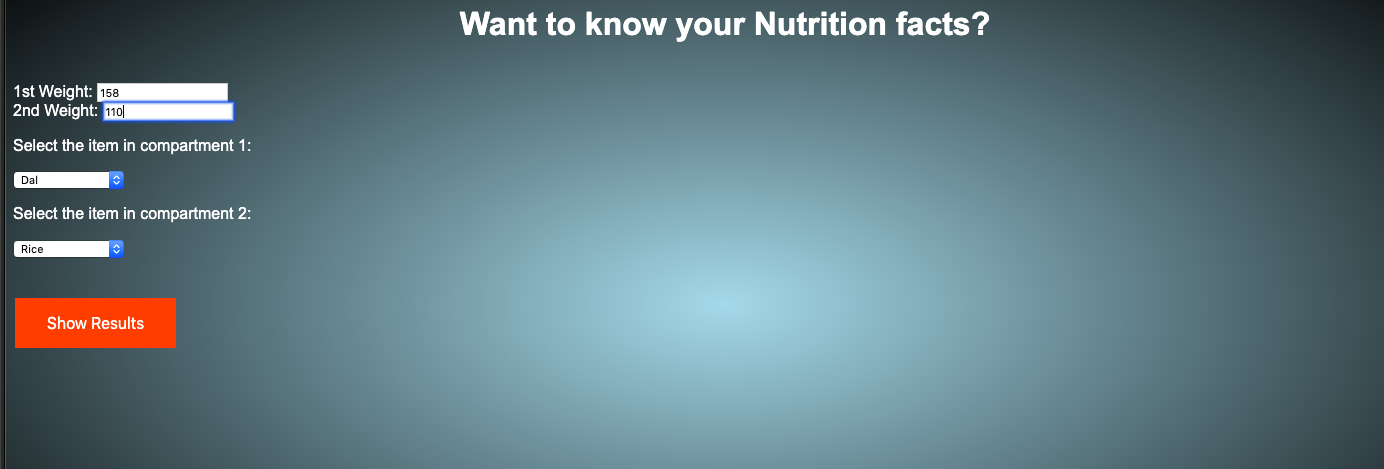 Want to know your Nutrition facts?
1st Weight: 158
2nd Weight: 110
Select the item in compartment 1:
Dal
Select the item in compartment 2:
Rice
Show Results